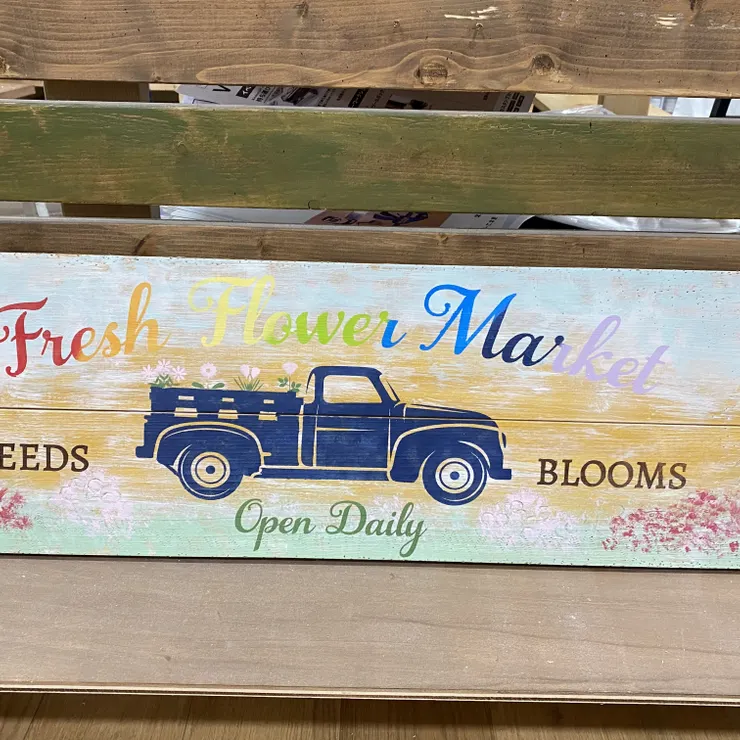 Fresh Flower Market
EEDS
BLOOMS
Open Daily